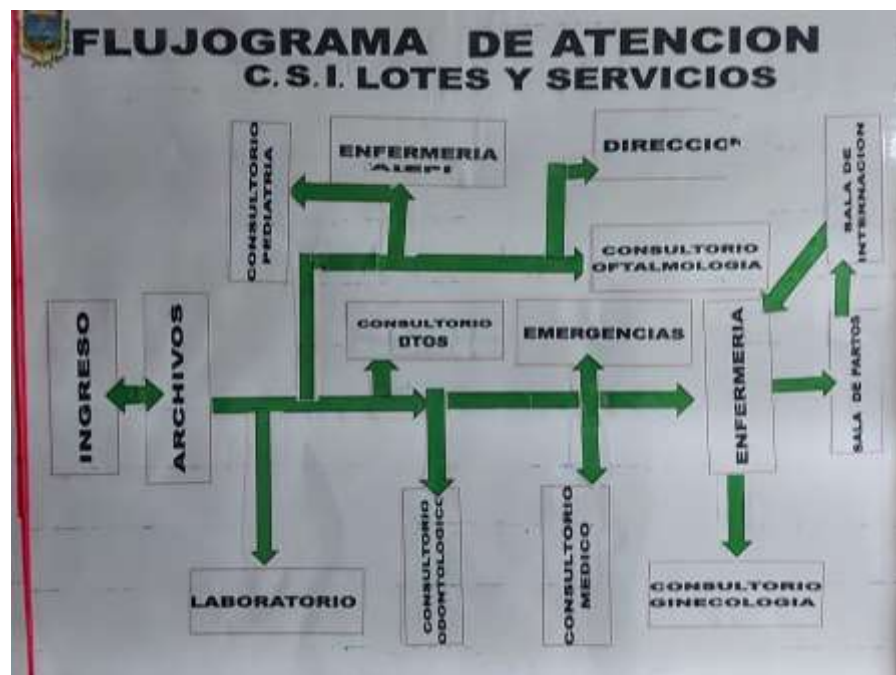 FLUJOGRAMA DE ATENCION
C.S.I. LOTES Y SERVICIOS
CONSULTORIO
PEDIATRIA
ENFERMERIA
DIRECCION
SALA DE
INTERNACION
CONSULTORIO
OFTALMOLOGIA
INGRESO
ARCHIVOS
CONSULTORIO
DTOS
EMERGENCIAS
ENFERMERIA
SALA DE PARTOS
LABORATORIO
CONSULTORIO
ODONTOLOGICO
CONSULTORIO
MEDICO
CONSULTORIO
GINECOLOGIA